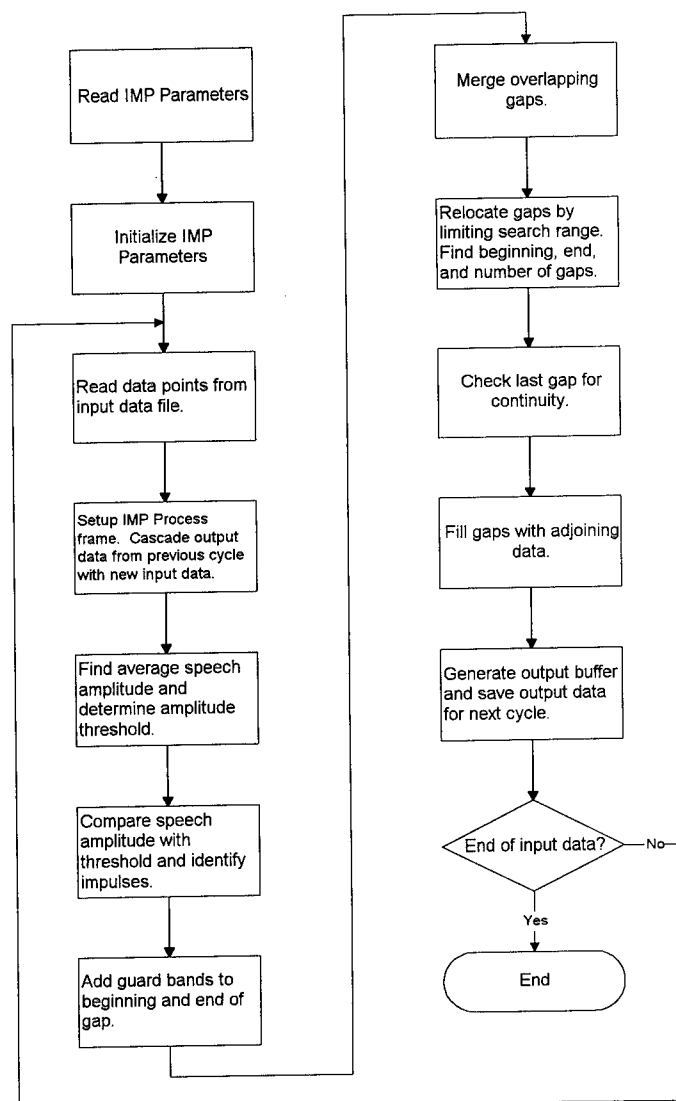 Read IMP Parameters
Initialize IMP
Parameters
Read data points from
input data file.
Setup IMP Process
frame. Cascade output
data from previous cycle
with new input data.
Find average speech
amplitude and
determine amplitude
threshold.
Compare speech
amplitude with
threshold and identify
impulses.
Add guard bands to
beginning and end of
gap.
Merge overlapping
gaps.
Relocate gaps by
limiting search range.
Find beginning, end,
and number of gaps.
Check last gap for
continuity.
Fill gaps with adjoining
data.
Generate output buffer
and save output data
for next cycle.
End of input data?
No
Yes
End